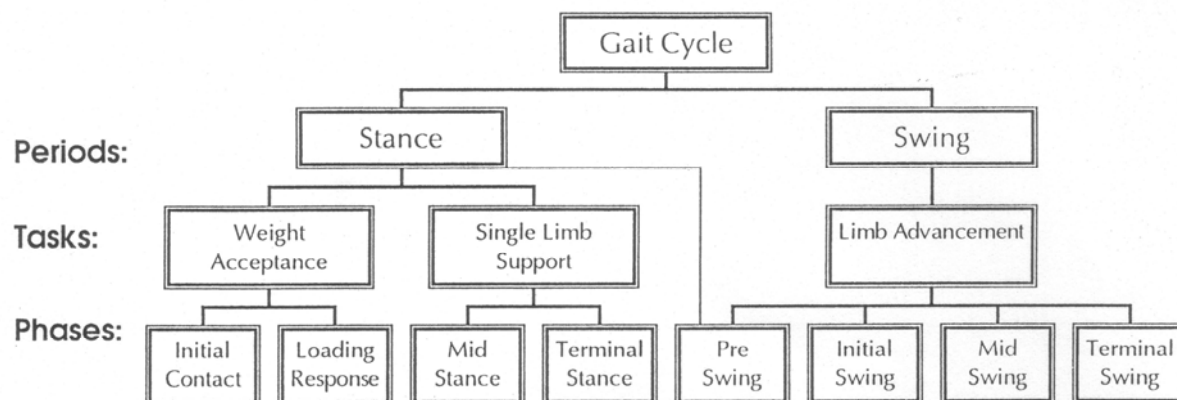 Gait Cycle
Periods:
Stance
Swing
Tasks:
Weight
Acceptance
Single Limb
Support
Limb Advancement
Phases:
Initial
Contact
Loading
Response
Mid
Stance
Terminal
Stance
Pre
Swing
Initial
Swing
Mid
Swing
Terminal
Swing